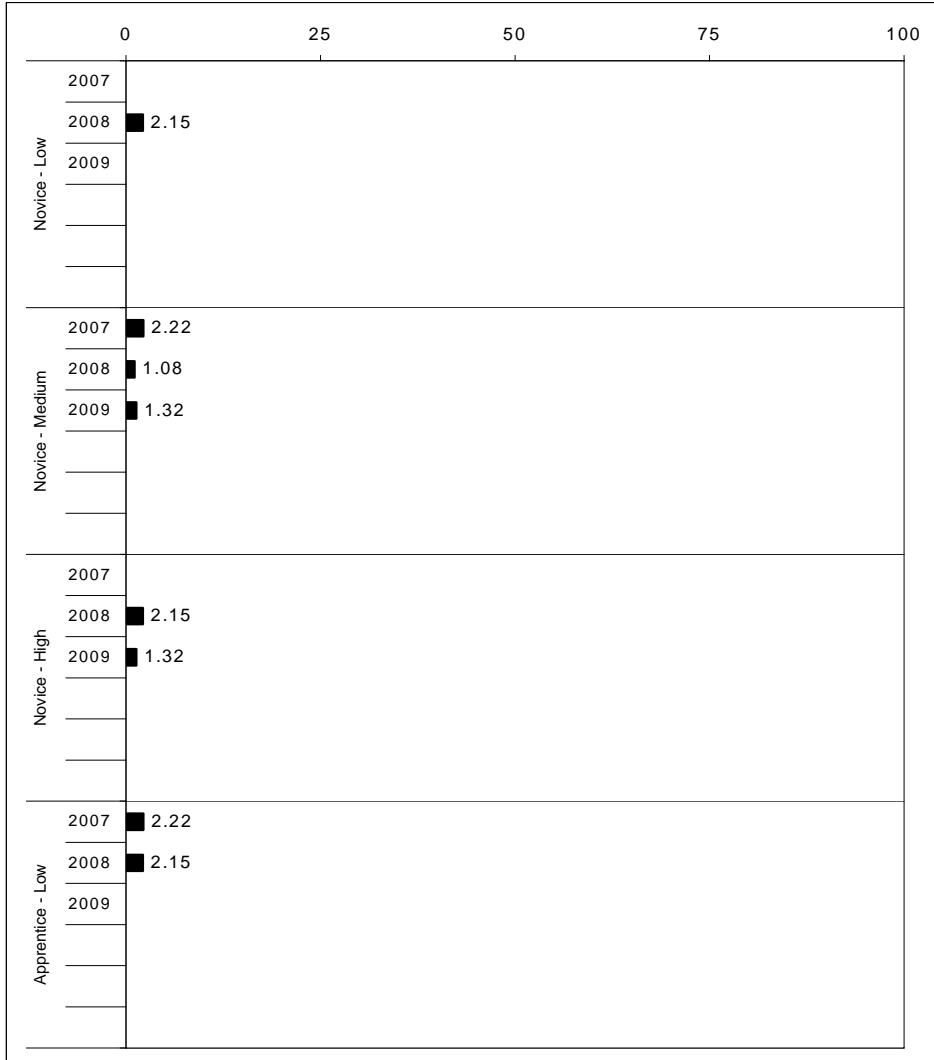 0 25 50 75 100
Novice - Low
2007
2008 2.15
2009
Novice - Medium
2007 2.22
2008 1.08
2009 1.32
Novice - High
2007
2008 2.15
2009 1.32
Apprentice - Low
2007 2.22
2008 2.15
2009